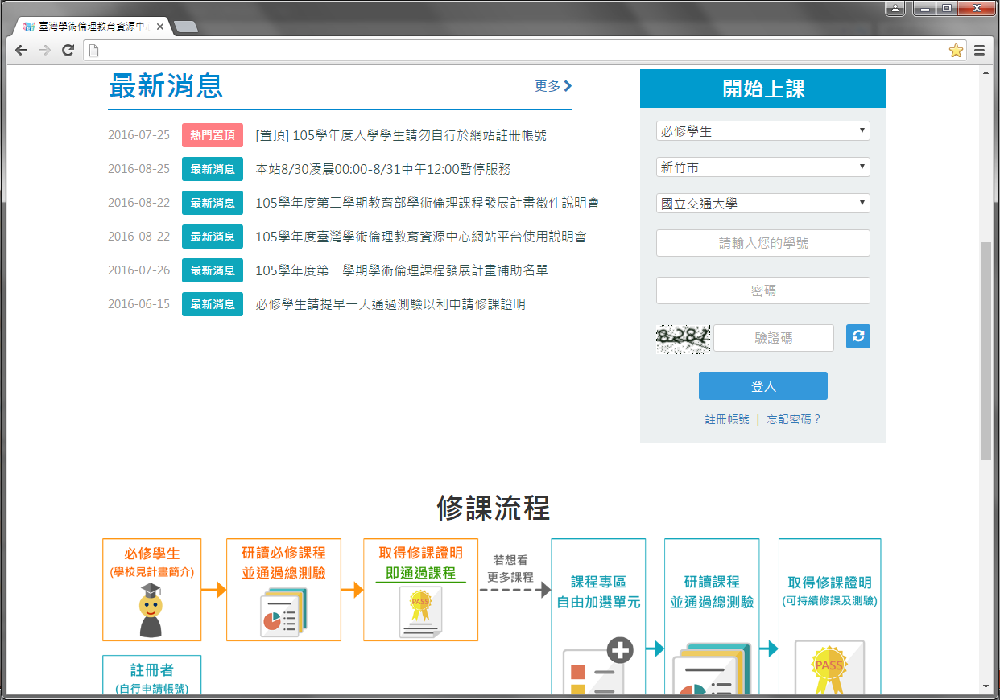 臺灣學術倫理教育資源中
最新消息
更多
2016-07-25 熱門置頂 [置頂] 105學年度入學學生請勿自行於網站註冊帳號
2016-08-25 最新消息 本站8/30凌晨00:00-8/31中午12:00暫停服務
2016-08-22 最新消息 105學年度第二學期教育部學術倫理課程發展計畫徵件說明會
2016-08-22 最新消息 105學年度臺灣學術倫理教育資源中心網站平台使用說明會
2016-07-26 最新消息 105學年度第一學期學術倫理課程發展計畫補助名單
2016-06-15 最新消息 必修學生請提早一天通過測驗以利申請修課證明
開始上課
必修學生
新竹市
國立交通大學
請輸入您的學號
密碼
驗證碼
登入
註冊帳號 | 忘記密碼？
修課流程
必修學生
(學校見計畫簡介)
研讀必修課程
並通過總測驗
取得修課證明
即通過課程
PASS
若想看
更多課程
課程專區
自由加選單元
研讀課程
並通過總測驗
取得修課證明
(可持續修課及測驗)
PASS
註冊者
(自行申請帳號)